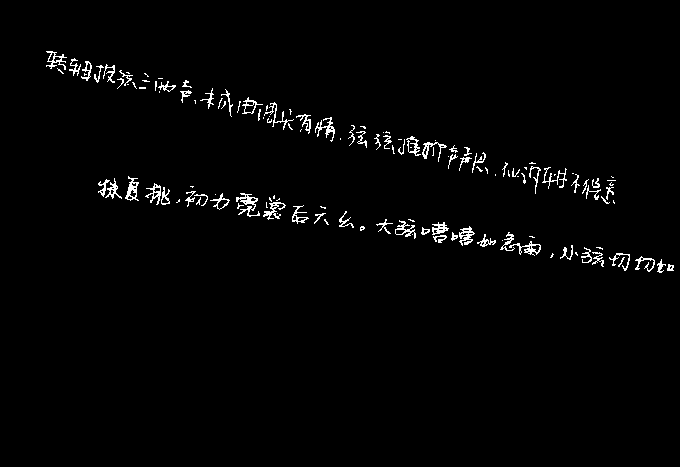 转轴拨弦三两声,未成曲调先有情.弦弦掩抑声声思.似诉平生不得意
抹复挑,初为霓裳后六幺。大弦嘈嘈如急雨,小弦切切如